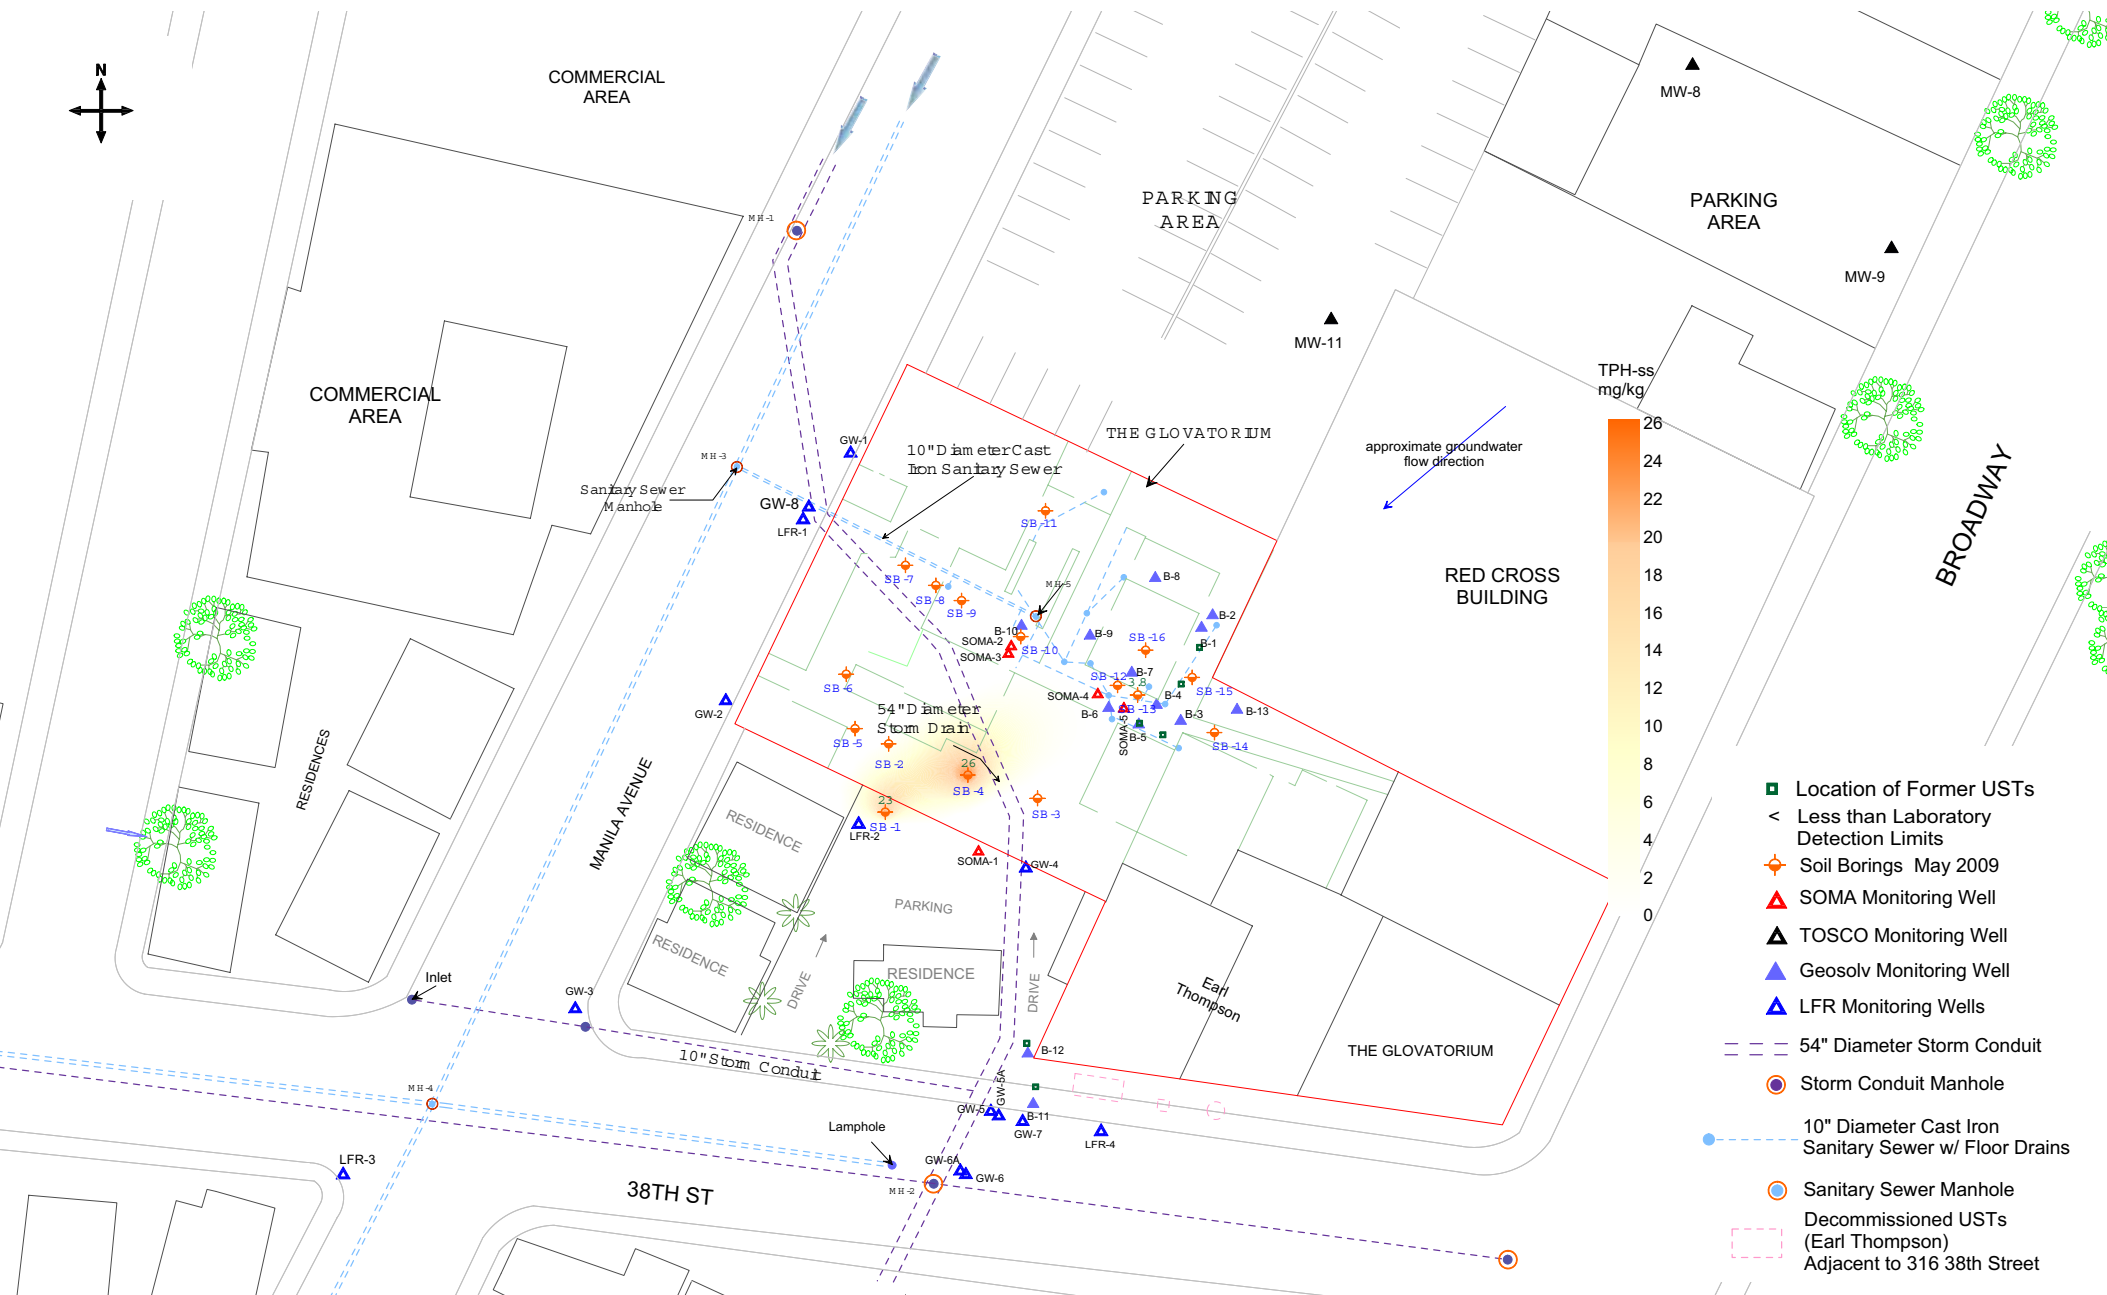 N
COMMERCIAL
AREA
MW-8
PARKING
AREA
PARKING
AREA
MH-1
MW-9
MW-11
TPH-ss
mg/kg
COMMERCIAL
AREA
26
24
22
20
18
16
14
12
10
8
6
4
2
0
GW-1
10" Diameter Cast
Iron Sanitary Sewer
THE GLOVATORIUM
approximate groundwater
flow direction
MH-3
Sanitary Sewer
Manhole
GW-8
LFR-1
SB-11
BROADWAY
RED CROSS
BUILDING
SB-7
SB-8
SB-9
MH-5
B-8
B-2
B-10
B-9
SB-16
B-1
SOMA-2
SOMA-3
SB-10
SB-12
B-7
3.8
SB-15
SB-6
SOMA-4
B-4
B-6
SB-13
B-3
B-13
GW-2
54" Diameter
Storm Drain
SOMA-5
B-5
SB-14
SB-5
SB-2
26
SB-4
23
SB-1
SB-3
LFR-2
RESIDENCES
MANILA AVENUE
RESIDENCE
SOMA-1
GW-4
PARKING
RESIDENCE
DRIVE
RESIDENCE
DRIVE
Earl
Thompson
THE GLOVATORIUM
Inlet
GW-3
10" Storm Conduit
B-12
MH-4
GW-5
GW-5A
B-11
GW-7
LFR-4
Lamphole
LFR-3
GW-6A
GW-6
MH-2
38TH ST
Location of Former USTs
< Less than Laboratory
Detection Limits
Soil Borings May 2009
SOMA Monitoring Well
TOSCO Monitoring Well
Geosolv Monitoring Well
LFR Monitoring Wells
54" Diameter Storm Conduit
Storm Conduit Manhole
10" Diameter Cast Iron
Sanitary Sewer w/ Floor Drains
Sanitary Sewer Manhole
Decommissioned USTs
(Earl Thompson)
Adjacent to 316 38th Street